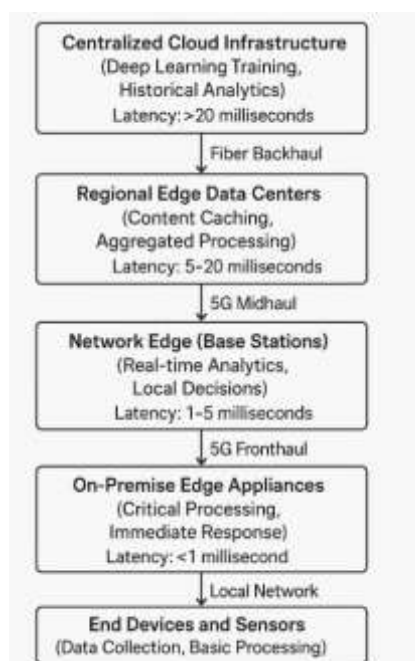 Centralized Cloud Infrastructure
(Deep Learning Training,
Historical Analytics)
Latency: >20 milliseconds
Fiber Backhaul
Regional Edge Data Centers
(Content Caching,
Aggregated Processing)
Latency: 5–20 milliseconds
5G Midhaul
Network Edge (Base Stations)
(Real-time Analytics,
Local Decisions)
Latency: 1–5 milliseconds
5G Fronthaul
On-Premise Edge Appliances
(Critical Processing,
Immediate Response)
Latency: <1 millisecond
Local Network
End Devices and Sensors
(Data Collection, Basic Processing)